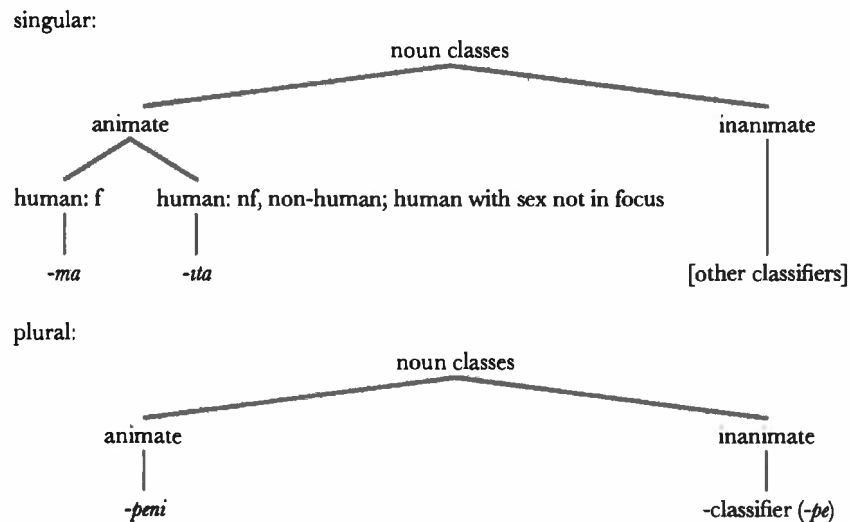 singular:
noun classes
animate inanimate
human: f human: nf, non-human; human with sex not in focus
-ma -ita [other classifiers]
plural:
noun classes
animate inanimate
-peni -classifier (-pe)